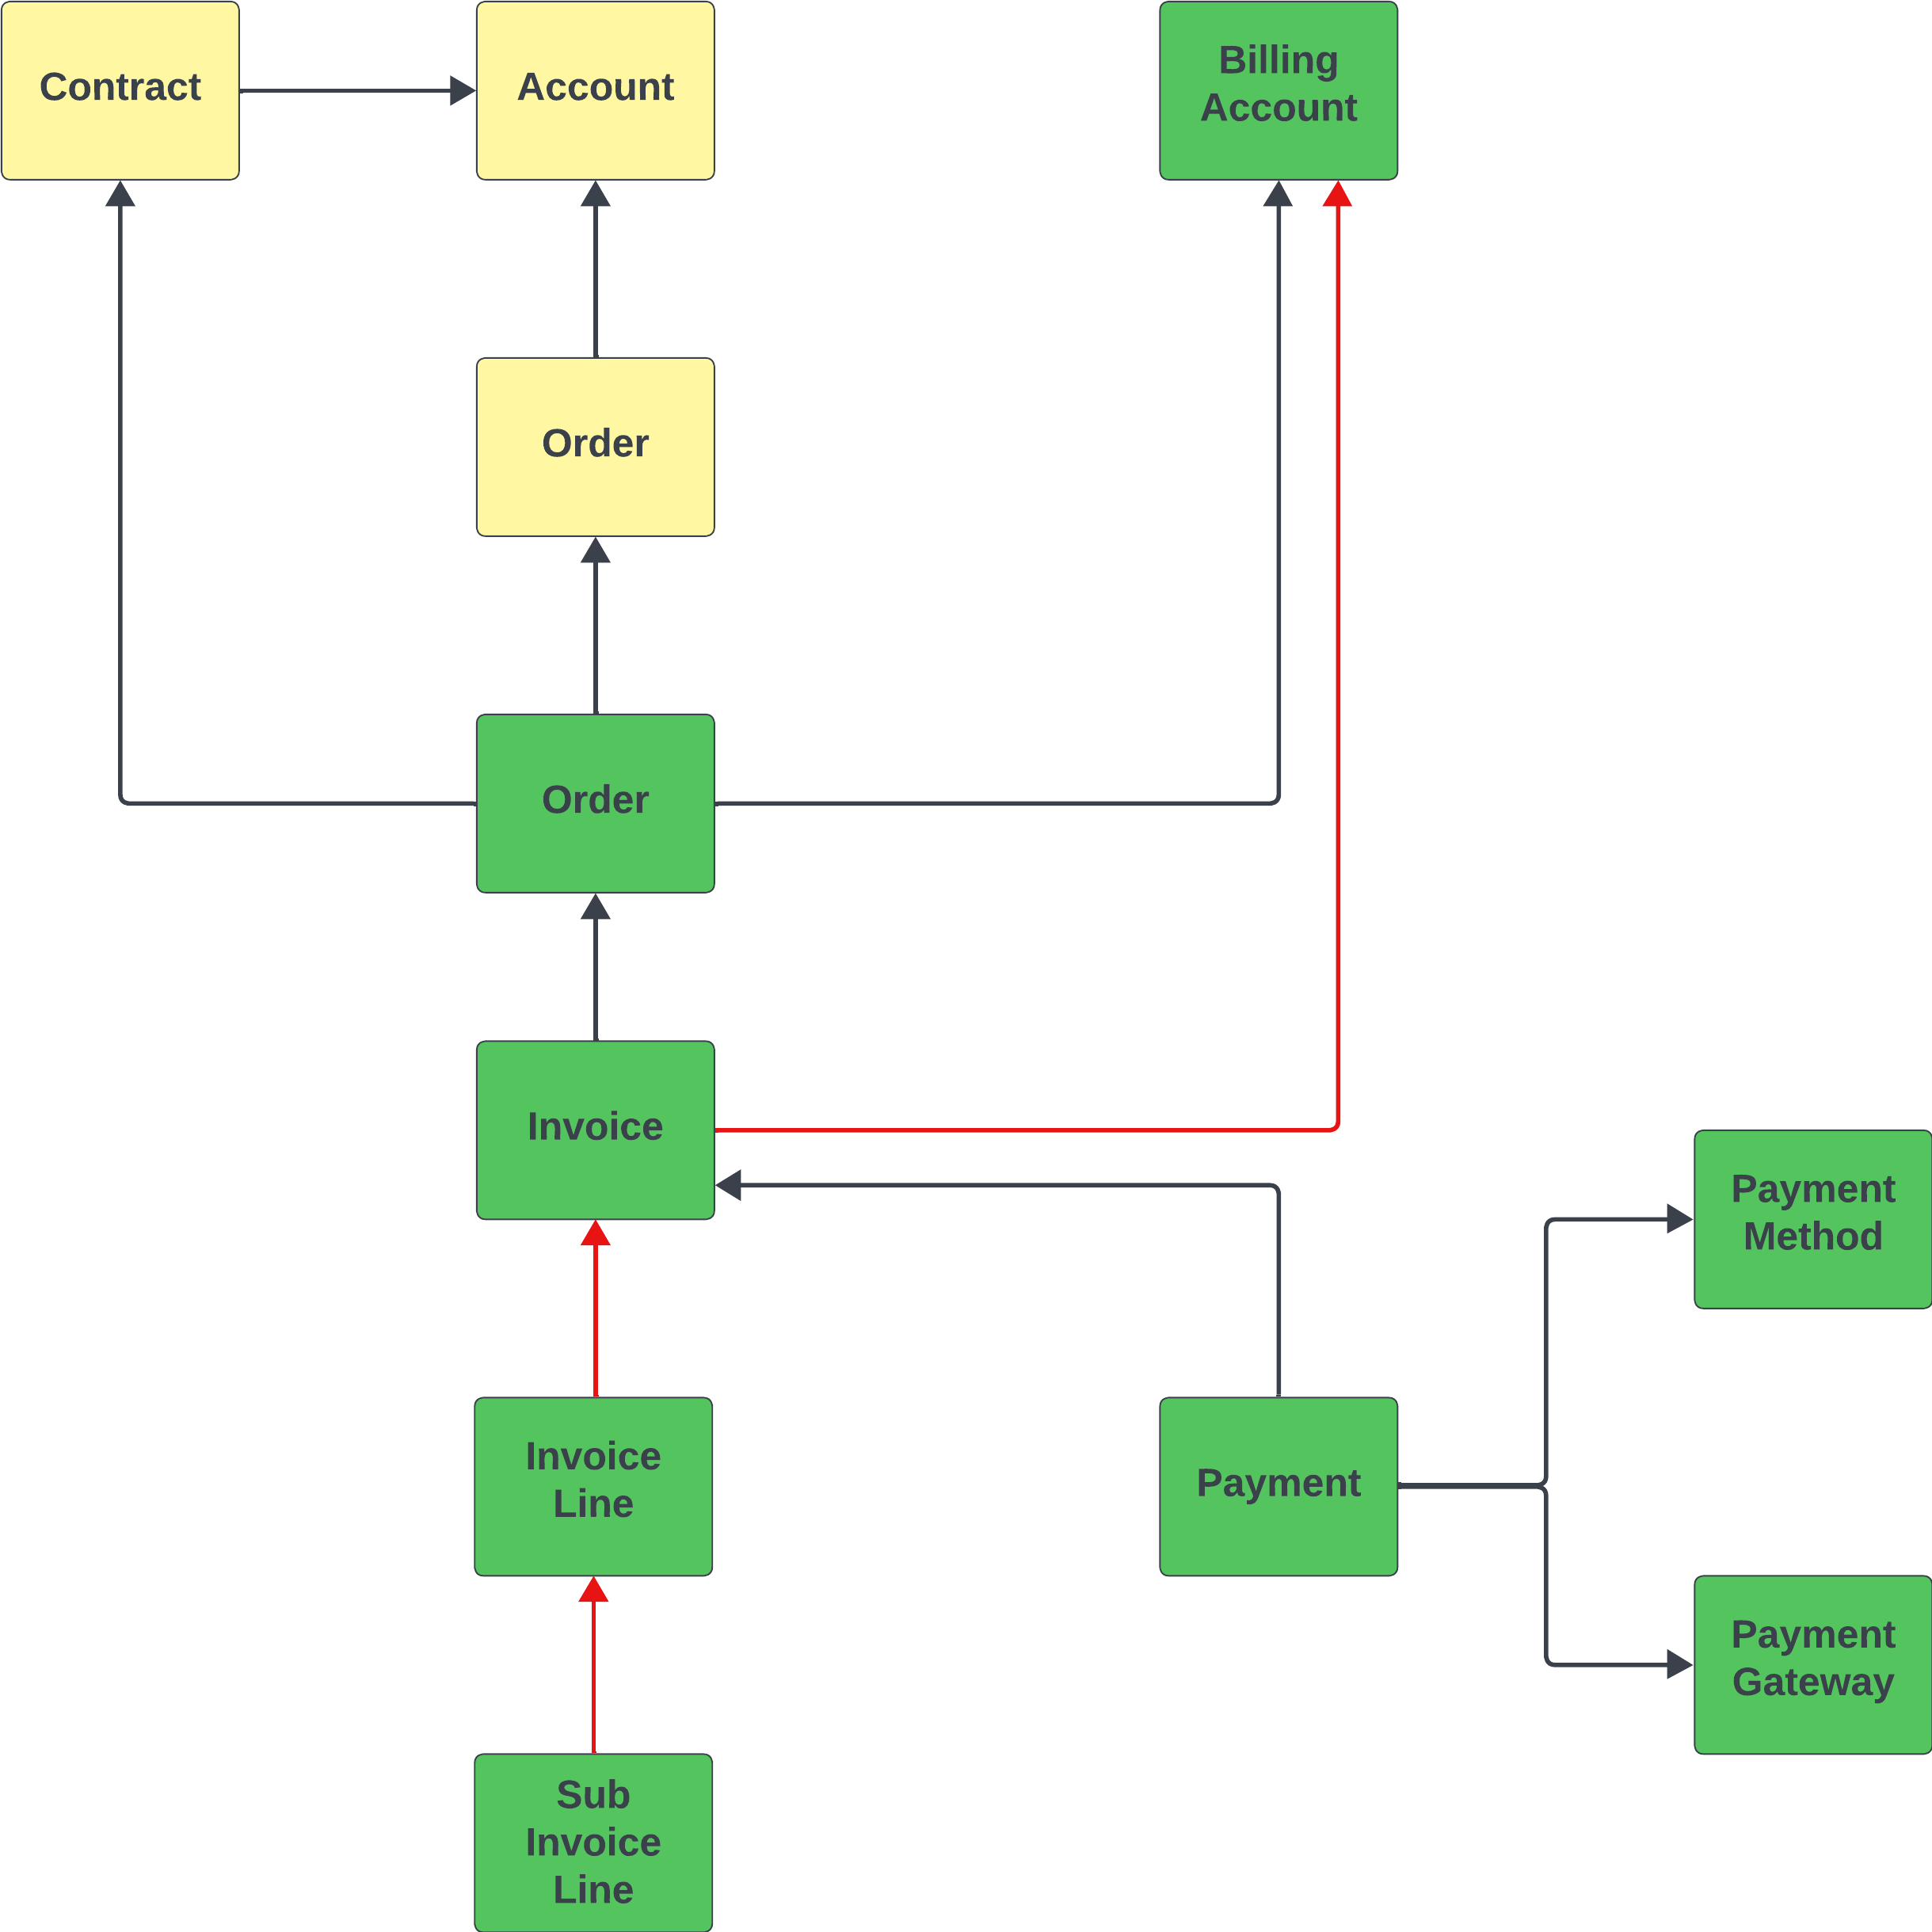 Contract
Account
Billing
Account
Order
Order
Invoice
Payment
Method
Invoice
Line
Payment
Payment
Gateway
Sub
Invoice
Line